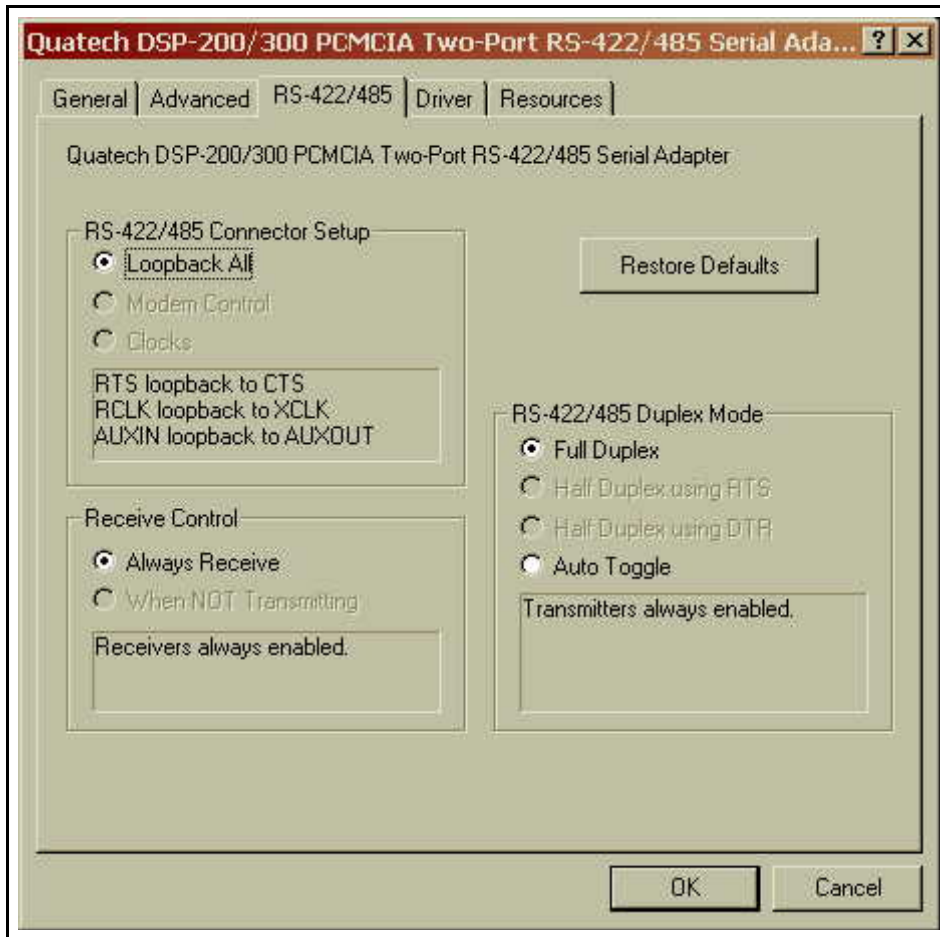 Quatech DSP-200/300 PCMCIA Two-Port RS-422/485 Serial Ada...
General Advanced RS-422/485 Driver Resources
Quatech DSP-200/300 PCMCIA Two-Port RS-422/485 Serial Adapter
RS-422/485 Connector Setup
Loopback All
Modem Control
Clocks
RTS loopback to CTS
RCLK loopback to XCLK
AUXIN loopback to AUXOUT
Restore Defaults
Receive Control
Always Receive
When NOT Transmitting
Receivers always enabled.
RS-422/485 Duplex Mode
Full Duplex
Half Duplex using RTS
Half Duplex using DTR
Auto Toggle
Transmitters always enabled.
OK Cancel